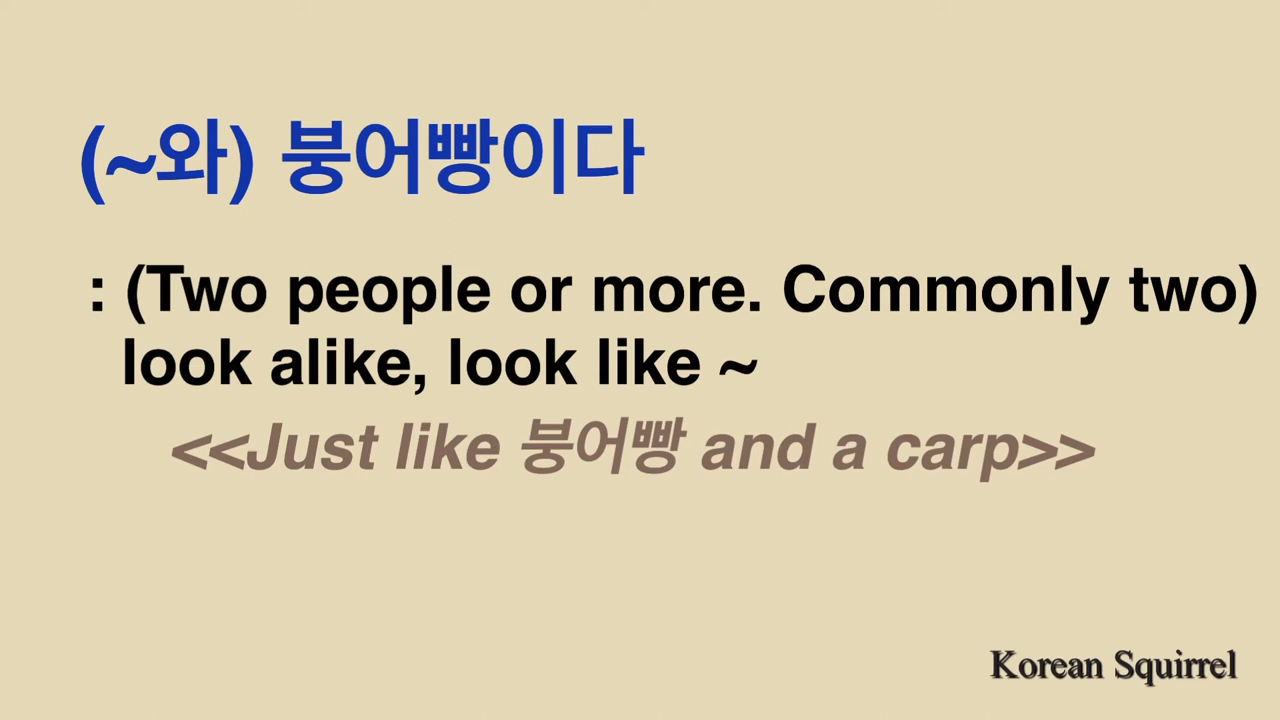 (~와) 붕어빵이다
: (Two people or more. Commonly two)
look alike, look like ~
<<Just like 붕어빵 and a carp>>
Korean Squirrel